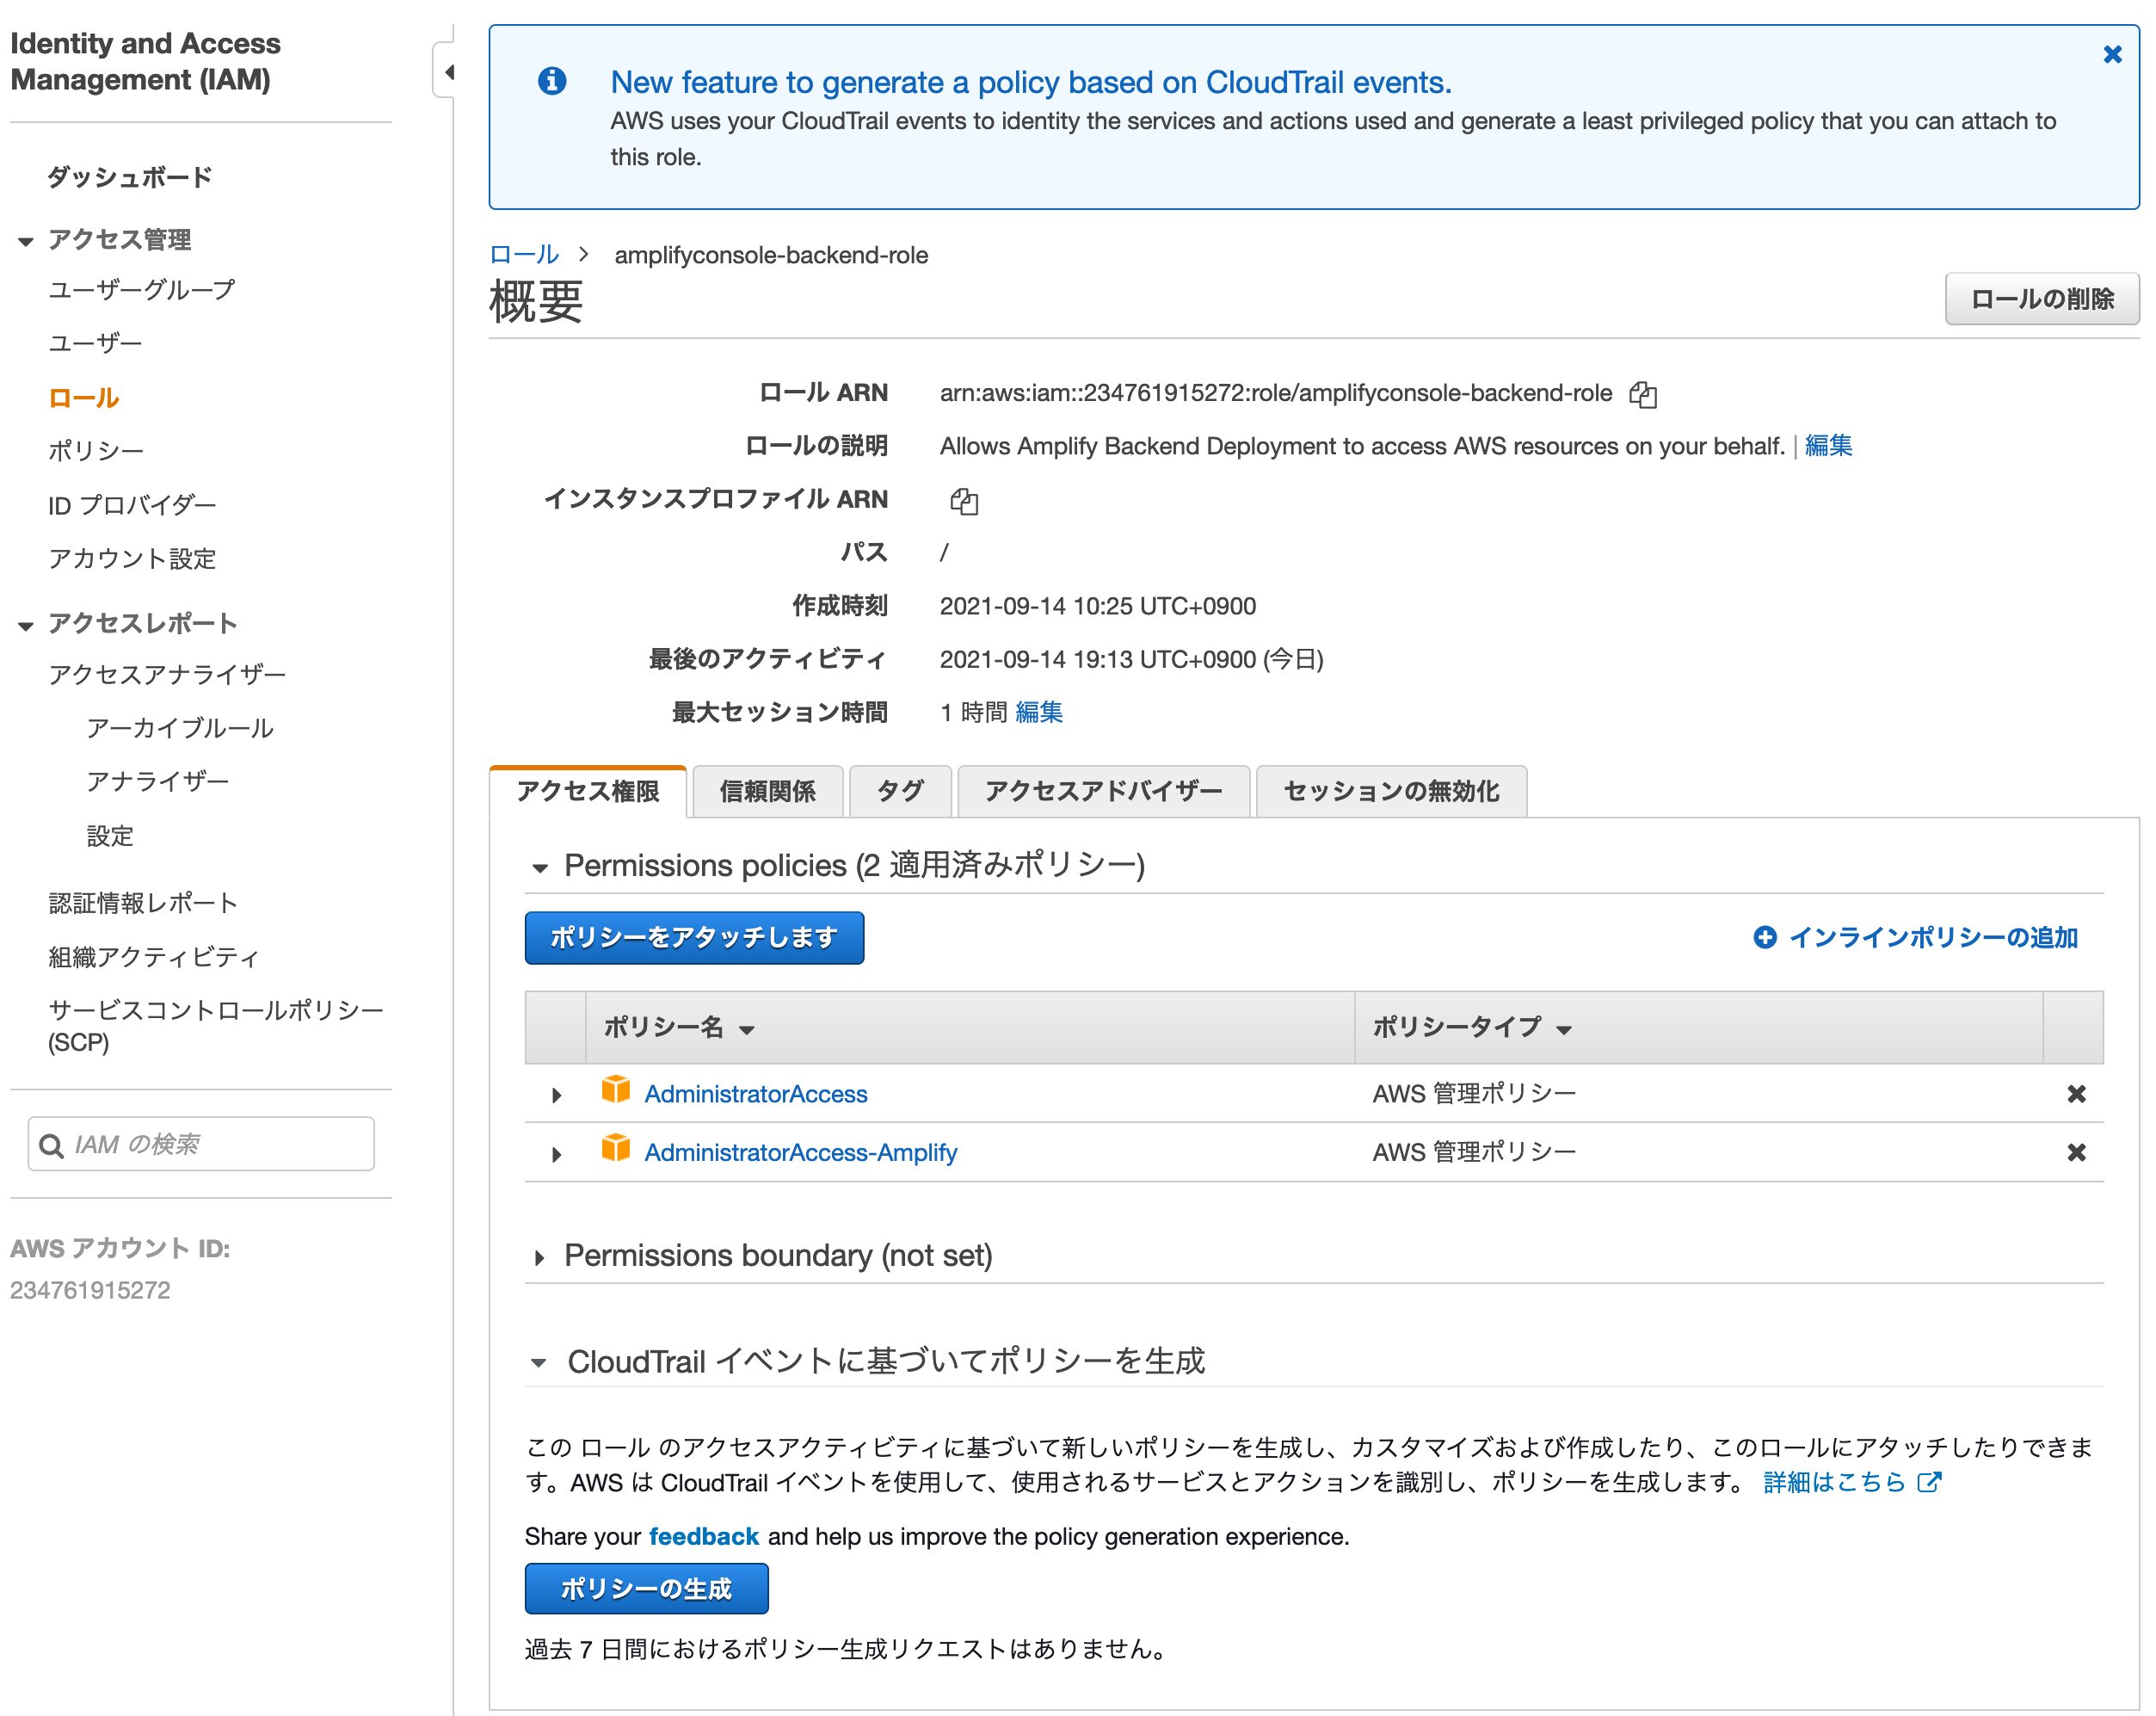 Identity and Access
Management (IAM)
ダッシュボード
アクセス管理
ユーザーグループ
ユーザー
ロール
ポリシー
ID プロバイダー
アカウント設定
アクセスレポート
アクセスアナライザー
アーカイブルール
アナライザー
設定
認証情報レポート
組織アクティビティ
サービスコントロールポリシー
(SCP)
IAM の検索
AWS アカウント ID:
234761915272
New feature to generate a policy based on CloudTrail events.
AWS uses your CloudTrail events to identity the services and actions used and generate a least privileged policy that you can attach to
this role.
ロール > amplifyconsole-backend-role
概要
ロールの削除
ロール ARN arn:aws:iam::234761915272:role/amplifyconsole-backend-role
ロールの説明 Allows Amplify Backend Deployment to access AWS resources on your behalf. | 編集
インスタンスプロファイル ARN
パス /
作成時刻 2021-09-14 10:25 UTC+0900
最後のアクティビティ 2021-09-14 19:13 UTC+0900 (今日)
最大セッション時間 1 時間 編集
アクセス権限 信頼関係 タグ アクセスアドバイザー セッションの無効化
Permissions policies (2 適用済みポリシー)
ポリシーをアタッチします インラインポリシーの追加
ポリシー名 ポリシータイプ
AdministratorAccess AWS 管理ポリシー
AdministratorAccess-Amplify AWS 管理ポリシー
Permissions boundary (not set)
CloudTrail イベントに基づいてポリシーを生成
この ロール のアクセスアクティビティに基づいて新しいポリシーを生成し、カスタマイズおよび作成したり、このロールにアタッチしたりできま
す。AWS は CloudTrail イベントを使用して、使用されるサービスとアクションを識別し、ポリシーを生成します。 詳細はこちら
Share your feedback and help us improve the policy generation experience.
ポリシーの生成
過去 7 日間におけるポリシー生成リクエストはありません。